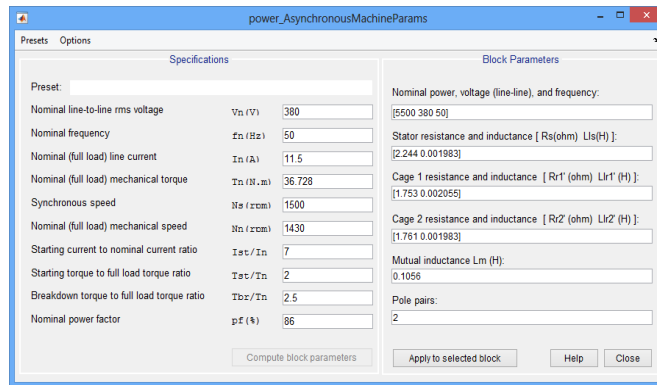 power_AsynchronousMachineParams
Presets Options
Specifications
Preset:
Nominal line-to-line rms voltage Vn(V) 380
Nominal frequency fn(Hz) 50
Nominal (full load) line current In(A) 11.5
Nominal (full load) mechanical torque Tn(N.m) 36.728
Synchronous speed Ns(rpm) 1500
Nominal (full load) mechanical speed Nn(rpm) 1430
Starting current to nominal current ratio Ist/In 7
Starting torque to full load torque ratio Tst/Tn 2
Breakdown torque to full load torque ratio Tbr/Tn 2.5
Nominal power factor pf(%) 86
Compute block parameters
Block Parameters
Nominal power, voltage (line-line), and frequency:
[5500 380 50]
Stator resistance and inductance [ Rs(ohm) Lls(H) ]:
[2.244 0.001983]
Cage 1 resistance and inductance [ Rr1' (ohm) Llr1' (H) ]:
[1.753 0.002055]
Cage 2 resistance and inductance [ Rr2' (ohm) Llr2' (H) ]:
[1.761 0.001983]
Mutual inductance Lm (H):
0.1056
Pole pairs:
2
Apply to selected block Help Close